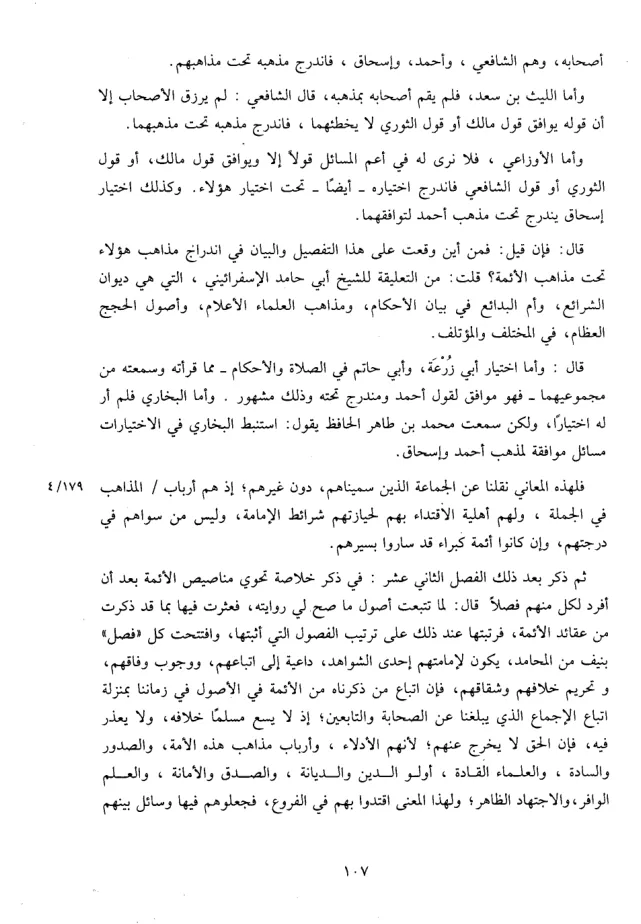 أصحابه، وهم الشافعي ، وأحمد، وإسحاق ، فاندرج مذهبه تحت مذاهبهم.
وأما الليث بن سعد، فلم يقم أصحابه بمذهبه، قال الشافعي : لم يرزق الأصحاب إلا
أن قوله يوافق قول مالك أو قول الثوري لا يخطئهما ، فاندرج مذهبه تحت مذهبهما.
وأما الأوزاعي ، فلا نرى له في أعم المسائل قولاً إلا ويوافق قول مالك، أو قول
الثوري أو قول الشافعي فاندرج اختياره ـ أيضًا ـ تحت اختيار هؤلاء. وكذلك اختيار
إسحاق يندرج تحت مذهب أحمد لتوافقهما.
قال: فإن قيل: فمن أين وقعت على هذا التفصيل والبيان في اندراج مذاهب هؤلاء
تحت مذاهب الأئمة؟ قلت: من التعليقة للشيخ أبي حامد الإسفرائيني ، التي هي ديوان
الشرائع، وأم البدائع في بيان الأحكام، ومذاهب العلماء الأعلام، وأصول الحجج
العظام، في المختلف والمؤتلف.
قال : وأما اختيار أبي زُرْعَة، وأبي حاتم في الصلاة والأحكام ـ مما قرأته وسمعته من
مجموعيهما ـ فهو موافق لقول أحمد ومندرج تحته وذلك مشهور . وأما البخاري فلم أر
له اختيارًا، ولكن سمعت محمد بن طاهر الحافظ يقول: استنبط البخاري في الاختيارات
مسائل موافقة لمذهب أحمد وإسحاق.
فلهذه المعاني نقلنا عن الجماعة الذين سميناهم، دون غيرهم؛ إذ هم أرباب / المذاهب ٤/١٧٩
في الجملة ، ولهم أهلية الاقتداء بهم لحيازتهم شرائط الإمامة، وليس من سواهم في
درجتهم، وإن كانوا أئمة كبراء قد ساروا بسيرهم.
ثم ذكر بعد ذلك الفصل الثاني عشر : في ذكر خلاصة تحوي مناصيص الأئمة بعد أن
أفرد لكل منهم فصلاً قال: لما تتبعت أصول ما صح لي روايته، فعثرت فيها بما قد ذكرت
من عقائد الأئمة، فرتبتها عند ذلك على ترتيب الفصول التي أثبتها، وافتتحت كل «فصل»
بنيف من المحامد، يكون لإمامتهم إحدى الشواهد، داعية إلى اتباعهم، ووجوب وفاقهم،
و تحريم خلافهم وشقاقهم، فإن اتباع من ذكرناه من الأئمة في الأصول في زماننا بمنزلة
اتباع الإجماع الذي يبلغنا عن الصحابة والتابعين؛ إذ لا يسع مسلمًا خلافه، ولا يعذر
فيه، فإن الحق لا يخرج عنهم؛ لأنهم الأدلاء ، وأرباب مذاهب هذه الأمة، والصدور
والسادة ، والعلماء القادة ، أولو الدين والديانة ، والصدق والأمانة ، والعلم
الوافر،والاجتهاد الظاهر؛ ولهذا المعنى اقتدوا بهم في الفروع، فجعلوهم فيها وسائل بينهم
١٠٧